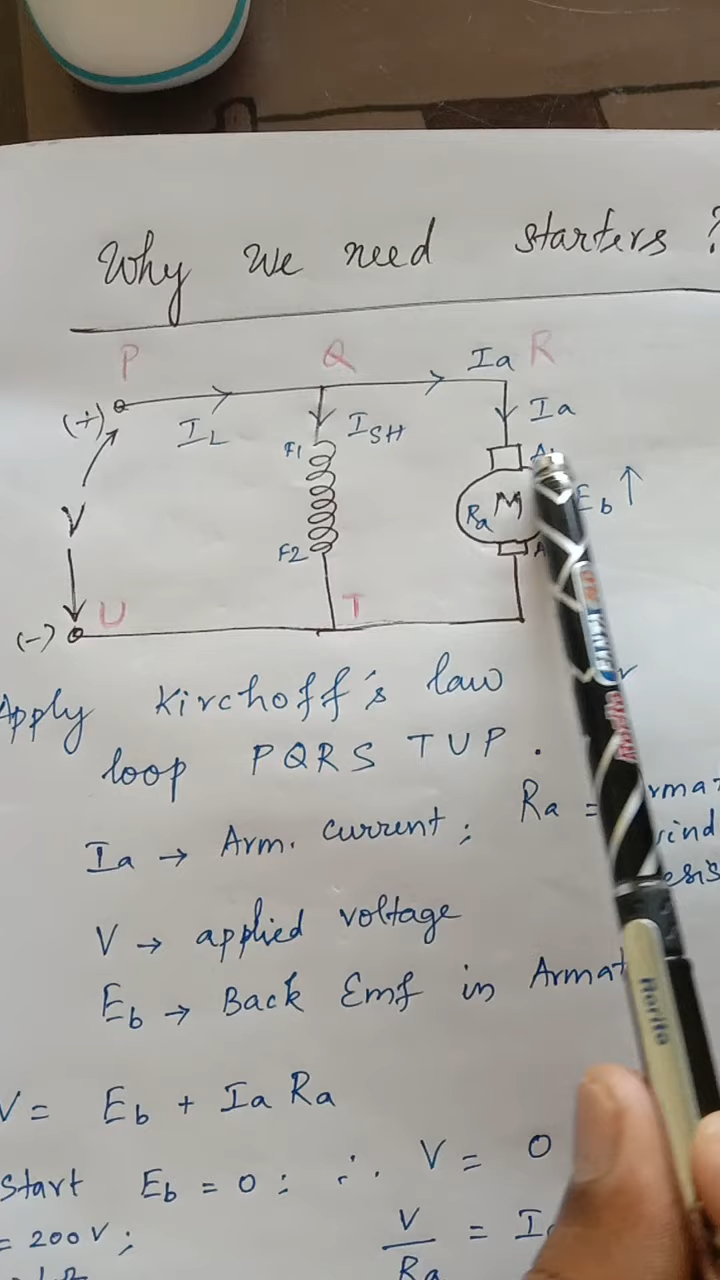 Why we need starters ?
P Q Ia R
(+) IL ISH Ia
F1
V Ra M Eb ↑
F2
U T
(-)
Apply Kirchoff's law
loop PQRS TUP.
Ia → Arm. current ; Ra =
V → applied voltage
Eb → Back Emf in
V = Eb + Ia Ra
Start Eb = 0 : ∴ V = 0
= 200V ;
V/Ra =